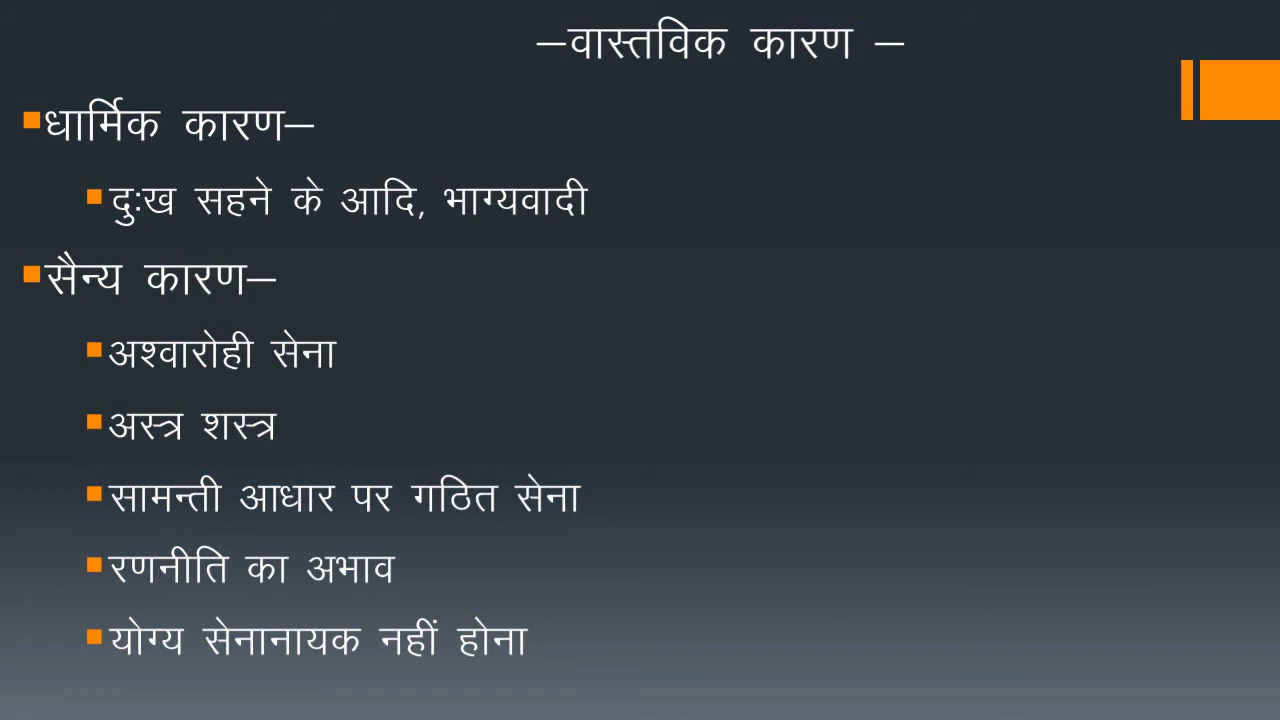 –वास्तविक कारण –
धार्मिक कारण–
दुःख सहने के आदि, भाग्यवादी
सैन्य कारण–
अश्वारोही सेना
अस्त्र शस्त्र
सामन्ती आधार पर गठित सेना
रणनीति का अभाव
योग्य सेनानायक नहीं होना